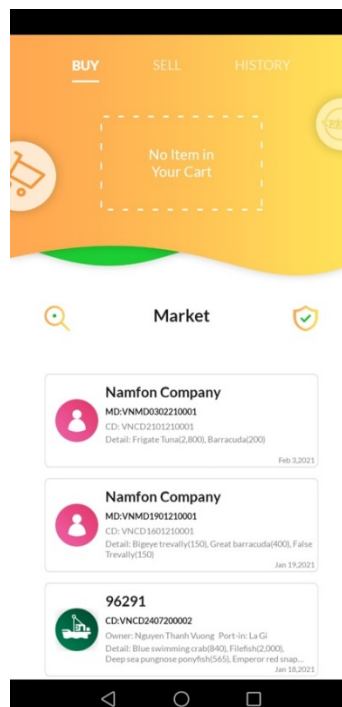 BUY SELL HISTORY
No Item in
Your Cart
Market
Namfon Company
MD:VNMD0302210001
CD: VNCD2101210001
Detail: Frigate Tuna(2,800), Barracuda(200)
Feb 3,2021
Namfon Company
MD:VNMD1901210001
CD: VNCD1601210001
Detail: Bigeye trevally(150), Great barracuda(400), False
Trevally(150)
Jan 19,2021
96291
CD:VNCD2407200002
Owner: Nguyen Thanh Vuong Port-in: La Gi
Detail: Blue swimming crab(840), Filefish(2,000),
Deep sea pungnose ponyfish(565), Emperor red snap...
Jan 18,2021